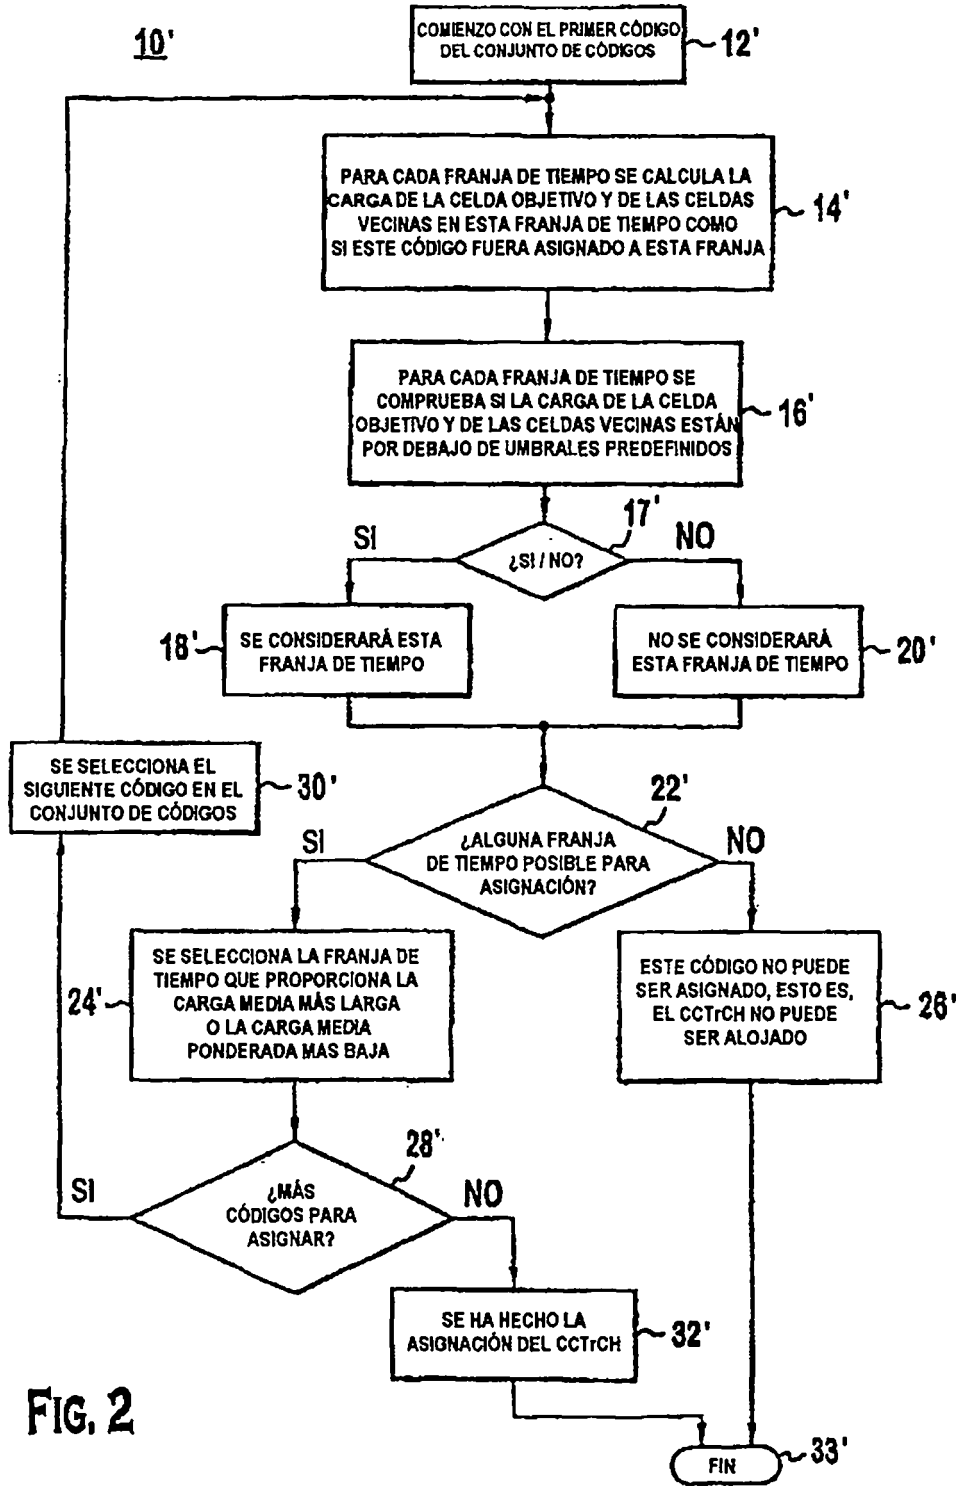 10'
COMIENZO CON EL PRIMER CÓDIGO
DEL CONJUNTO DE CÓDIGOS
12'
PARA CADA FRANJA DE TIEMPO SE CALCULA LA
CARGA DE LA CELDA OBJETIVO Y DE LAS CELDAS
VECINAS EN ESTA FRANJA DE TIEMPO COMO
SI ESTE CÓDIGO FUERA ASIGNADO A ESTA FRANJA
14'
PARA CADA FRANJA DE TIEMPO SE
COMPRUEBA SI LA CARGA DE LA CELDA
OBJETIVO Y DE LAS CELDAS VECINAS ESTÁN
POR DEBAJO DE UMBRALES PREDEFINIDOS
16'
17'
SI
¿SI / NO?
NO
18'
SE CONSIDERARÁ ESTA
FRANJA DE TIEMPO
NO SE CONSIDERARÁ
ESTA FRANJA DE TIEMPO
20'
SE SELECCIONA EL
SIGUIENTE CÓDIGO EN EL
CONJUNTO DE CÓDIGOS
30'
22'
SI
¿ALGUNA FRANJA
DE TIEMPO POSIBLE PARA
ASIGNACIÓN?
NO
24'
SE SELECCIONA LA FRANJA DE
TIEMPO QUE PROPORCIONA LA
CARGA MEDIA MÁS LARGA
O LA CARGA MEDIA
PONDERADA MAS BAJA
ESTE CÓDIGO NO PUEDE
SER ASIGNADO, ESTO ES,
EL CCTrCH NO PUEDE
SER ALOJADO
26'
28'
SI
¿MÁS
CÓDIGOS PARA
ASIGNAR?
NO
SE HA HECHO LA
ASIGNACIÓN DEL CCTrCH
32'
FIG. 2
FIN
33'